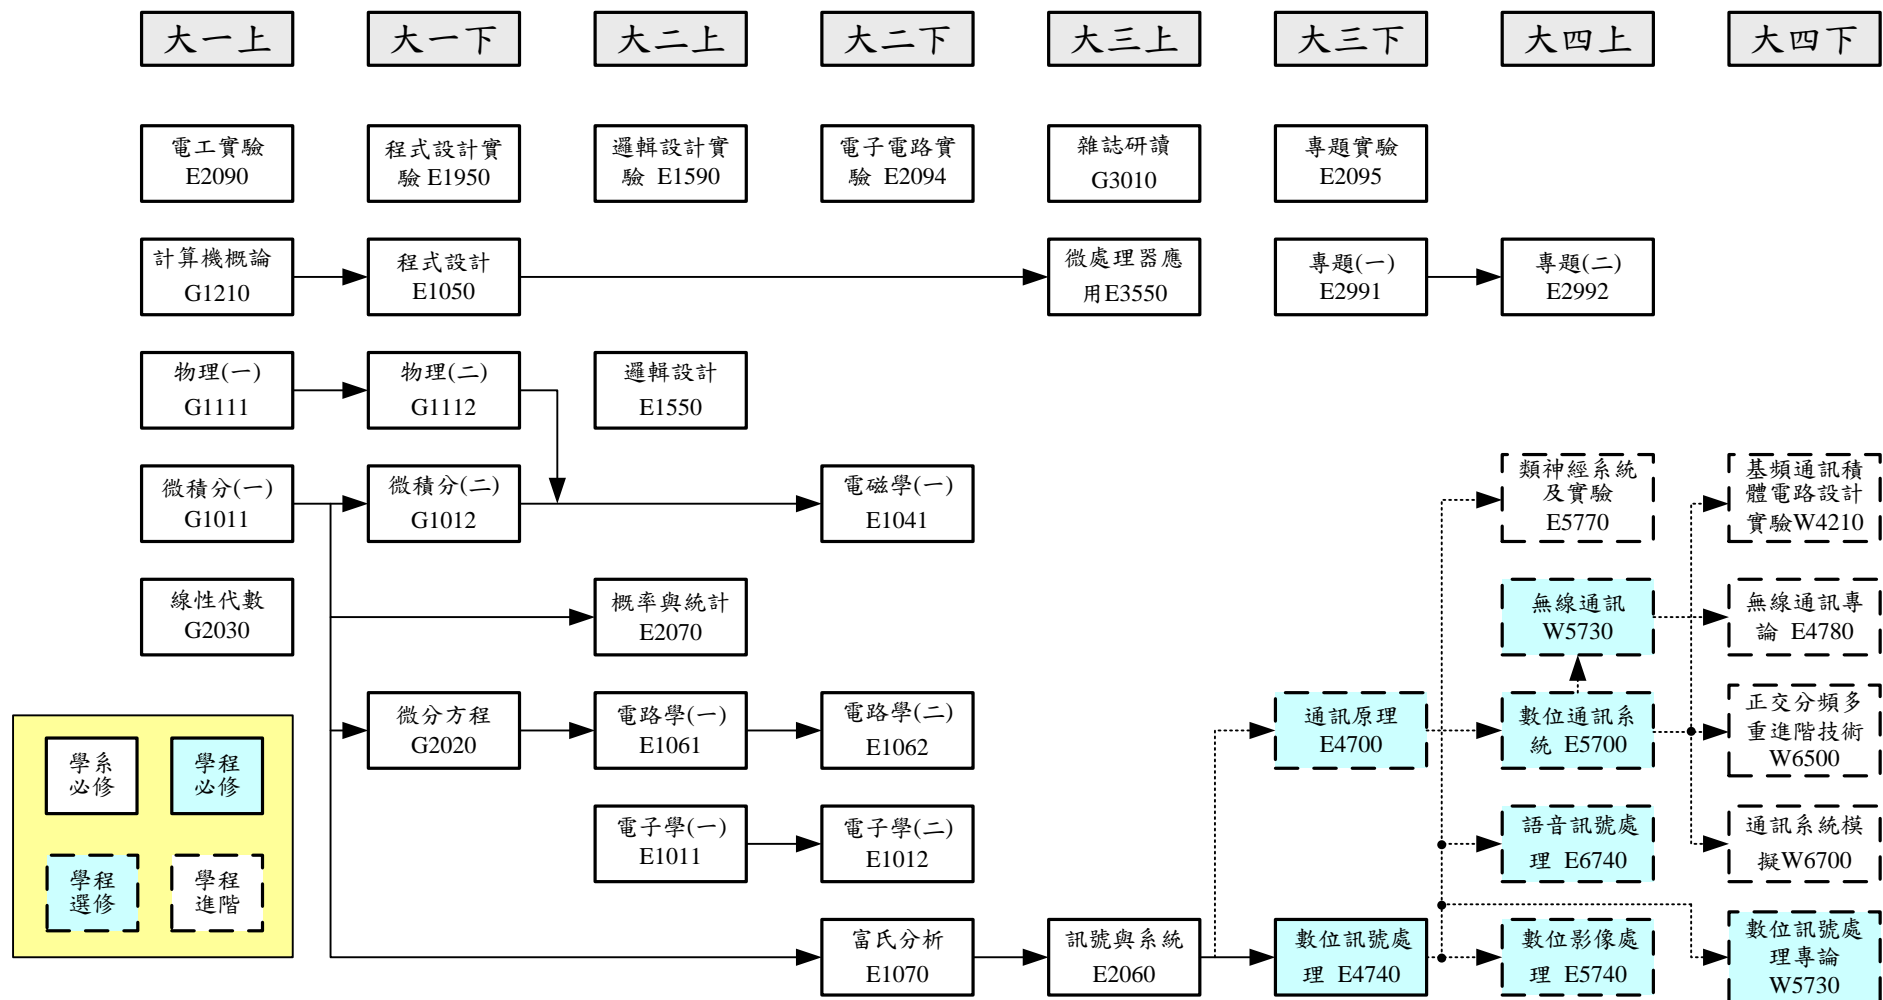 大一上
大一下
大二上
大二下
大三上
大三下
大四上
大四下
電工實驗
E2090
程式設計實
驗 E1950
邏輯設計實
驗 E1590
電子電路實
驗 E2094
雜誌研讀
G3010
專題實驗
E2095
計算機概論
G1210
程式設計
E1050
微處理器應
用E3550
專題(一)
E2991
專題(二)
E2992
物理(一)
G1111
物理(二)
G1112
邏輯設計
E1550
微積分(一)
G1011
微積分(二)
G1012
電磁學(一)
E1041
類神經系統
及實驗
E5770
基頻通訊積
體電路設計
實驗W4210
線性代數
G2030
概率與統計
E2070
無線通訊
W5730
無線通訊專
論 E4780
微分方程
G2020
電路學(一)
E1061
電路學(二)
E1062
通訊原理
E4700
數位通訊系
統 E5700
正交分頻多
重進階技術
W6500
電子學(一)
E1011
電子學(二)
E1012
語音訊號處
理 E6740
通訊系統模
擬W6700
富氏分析
E1070
訊號與系統
E2060
數位訊號處
理 E4740
數位影像處
理 E5740
數位訊號處
理專論
W5730
學系
必修
學程
必修
學程
選修
學程
進階